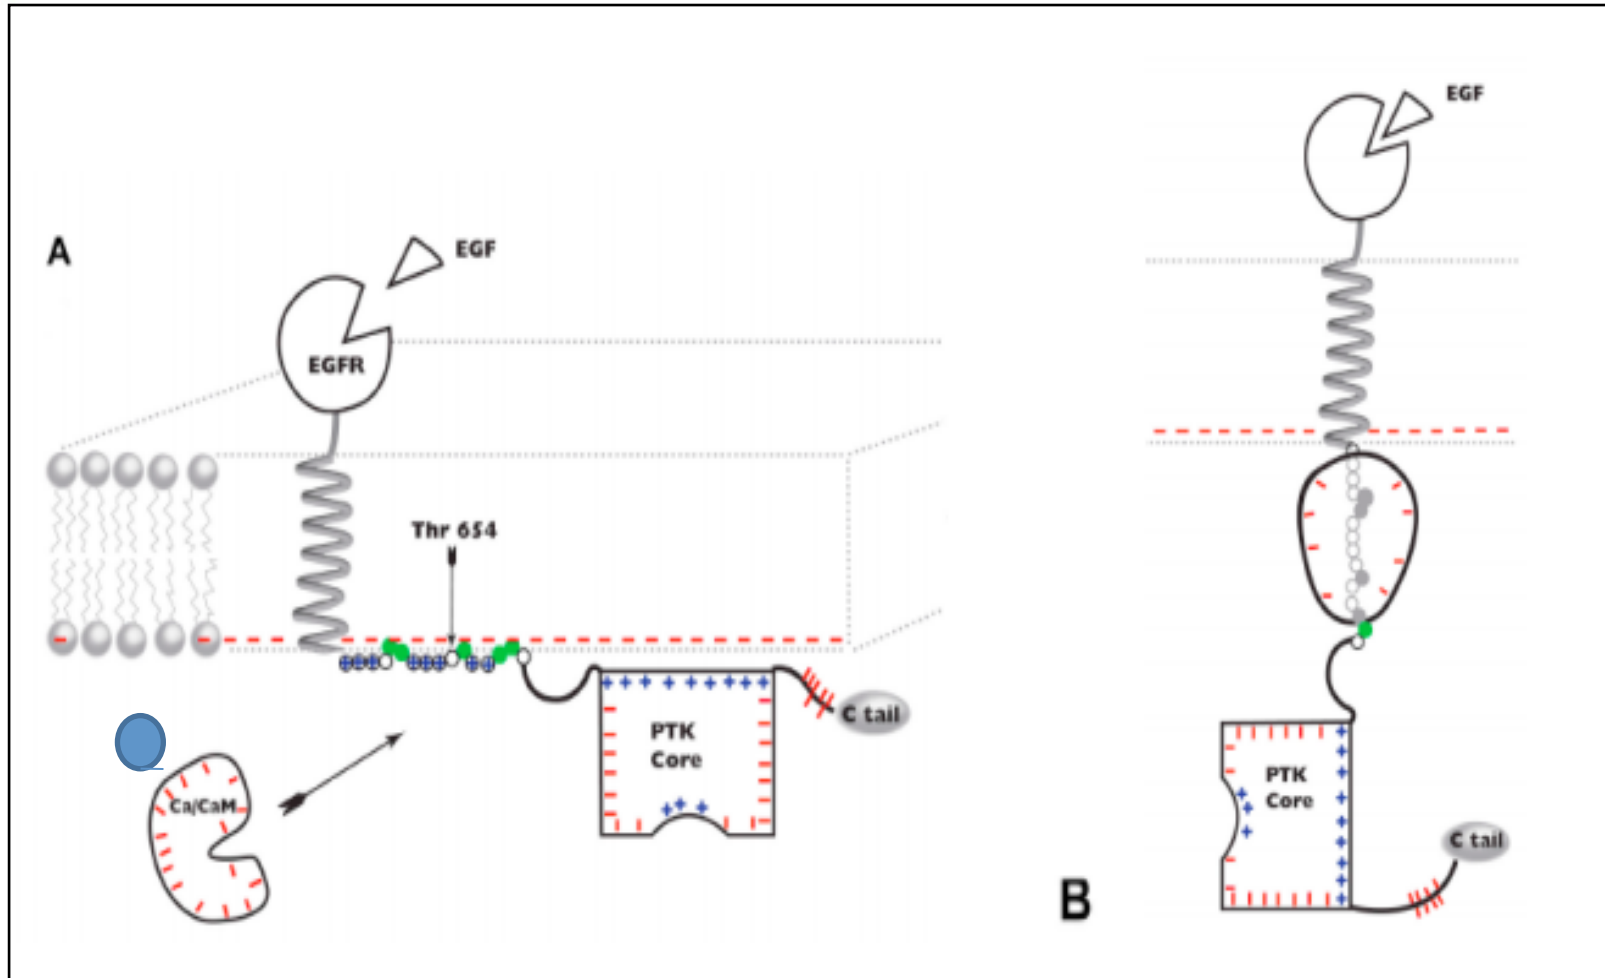 A
EGF
EGFR
Thr 654
PTK
Core
C tail
Ca/CaM
EGF
PTK
Core
C tail
B